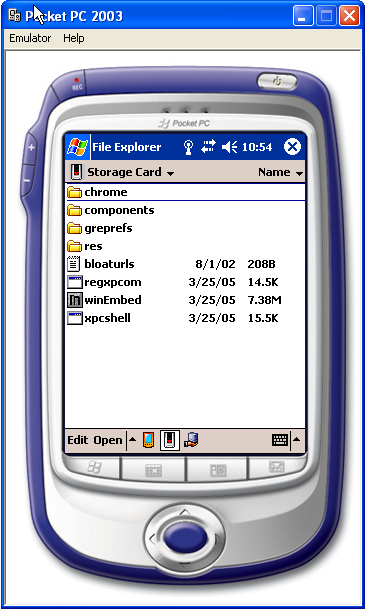 Pocket PC 2003
Emulator Help
REC
Pocket PC
File Explorer 10:54
Storage Card Name
chrome
components
greprefs
res
bloaturls 8/1/02 208B
regxpcom 3/25/05 14.5K
winEmbed 3/25/05 7.38M
xpcshell 3/25/05 15.5K
Edit Open